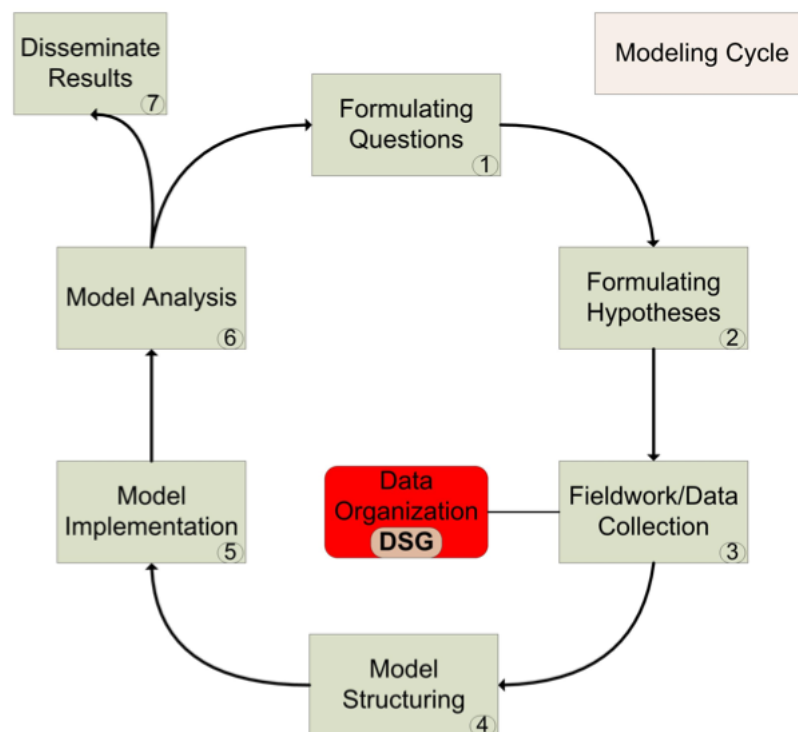 Disseminate
Results
7
Modeling Cycle
Formulating
Questions
1
Formulating
Hypotheses
2
Model Analysis
6
Data
Organization
DSG
Fieldwork/Data
Collection
3
Model
Implementation
5
Model
Structuring
4